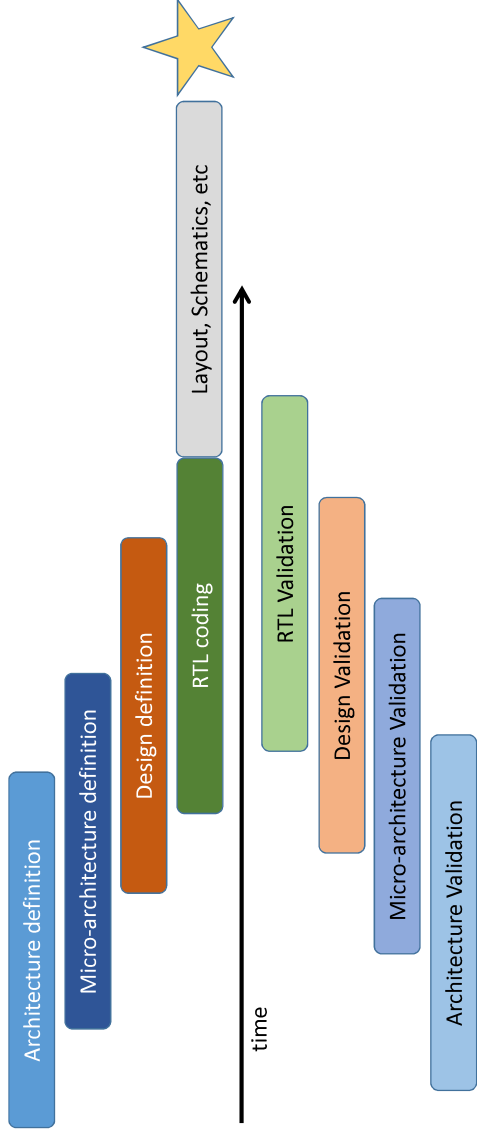 Architecture definition
Micro-architecture definition
Design definition
RTL coding
Layout, Schematics, etc
time
RTL Validation
Design Validation
Micro-architecture Validation
Architecture Validation